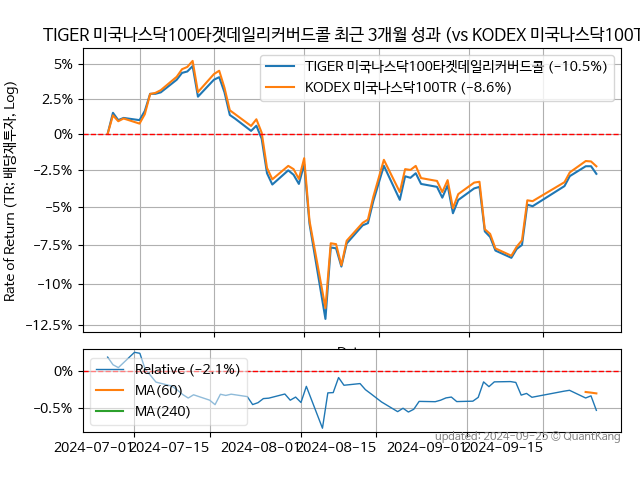 TIGER 미국나스닥100타겟데일리커버드콜 최근 3개월 성과 (vs KODEX 미국나스닥100T
Rate of Return (TR: 배당재투자, Log)
5%
2.5%
0%
−2.5%
−5%
−7.5%
−10%
−12.5%
TIGER 미국나스닥100타겟데일리커버드콜 (−10.5%)
KODEX 미국나스닥100TR (−8.6%)
0%
−0.5%
Relative (−2.1%)
MA(60)
MA(240)
2024-07-01
2024-07-15
2024-08-01
2024-08-15
2024-09-01
2024-09-15
updated: 2024-09-25 © QuantKang